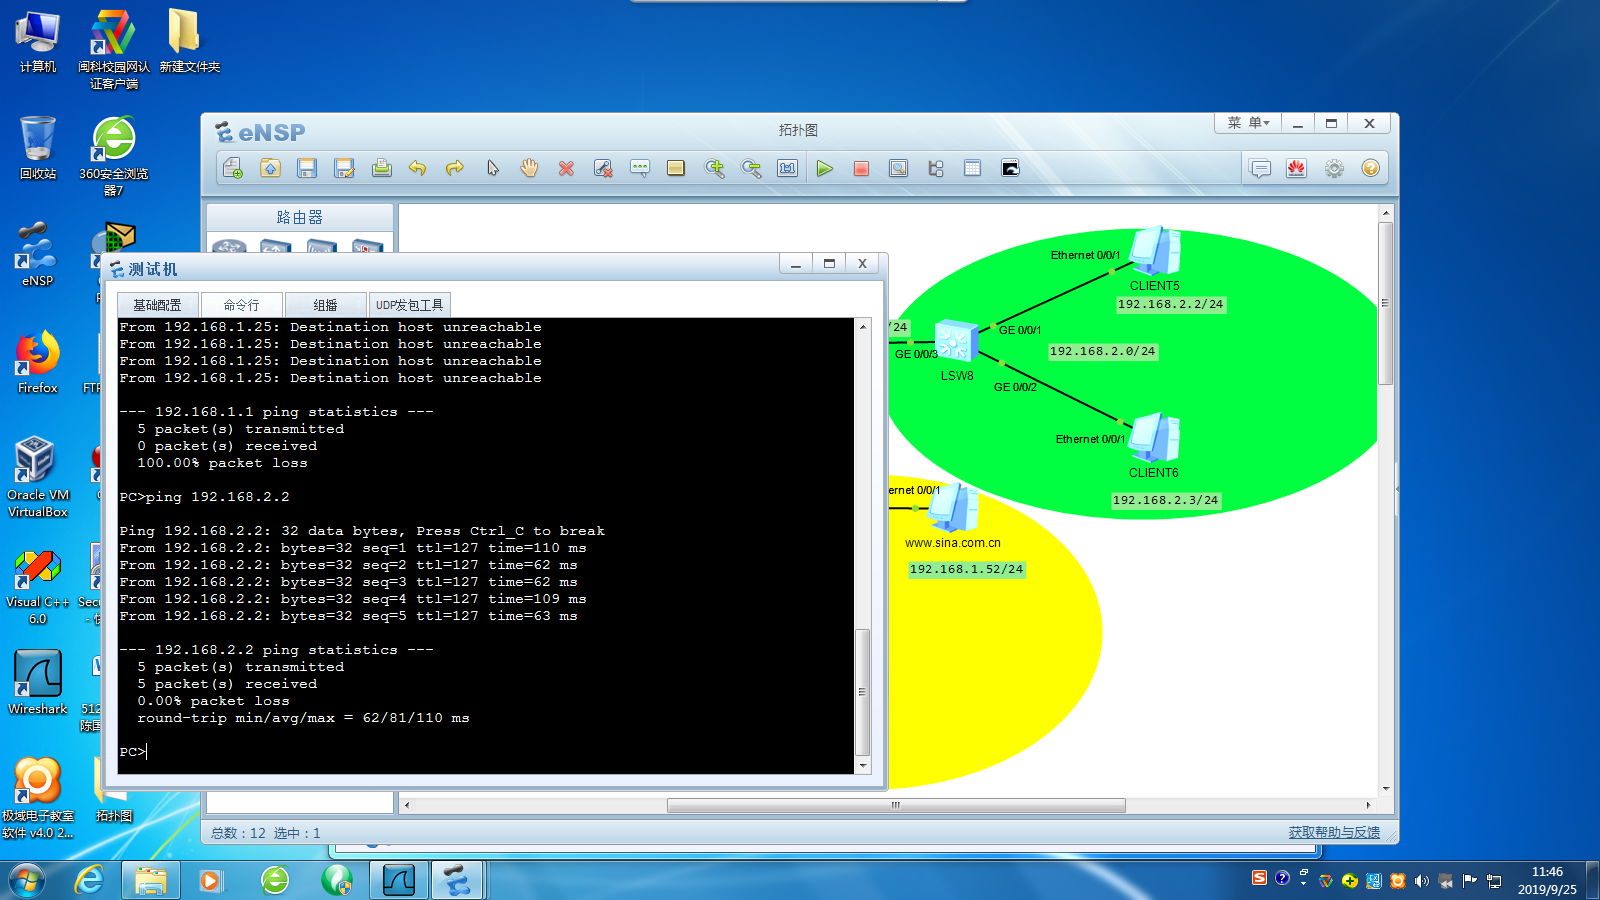 计算机
闽科校园网认
证客户端
新建文件夹
回收站
360安全浏览
器7
eNSP
Firefox
Oracle VM
VirtualBox
Visual C++
6.0
Wireshark
512
陈国
极域电子教室
软件 v4.0 2...
拓扑图
eNSP
拓扑图
菜 单
路由器
测试机
基础配置
命令行
组播
UDP发包工具
From 192.168.1.25: Destination host unreachable
From 192.168.1.25: Destination host unreachable
From 192.168.1.25: Destination host unreachable
From 192.168.1.25: Destination host unreachable
--- 192.168.1.1 ping statistics ---
5 packet(s) transmitted
0 packet(s) received
100.00% packet loss
PC>ping 192.168.2.2
Ping 192.168.2.2: 32 data bytes, Press Ctrl_C to break
From 192.168.2.2: bytes=32 seq=1 ttl=127 time=110 ms
From 192.168.2.2: bytes=32 seq=2 ttl=127 time=62 ms
From 192.168.2.2: bytes=32 seq=3 ttl=127 time=62 ms
From 192.168.2.2: bytes=32 seq=4 ttl=127 time=109 ms
From 192.168.2.2: bytes=32 seq=5 ttl=127 time=63 ms
--- 192.168.2.2 ping statistics ---
5 packet(s) transmitted
5 packet(s) received
0.00% packet loss
round-trip min/avg/max = 62/81/110 ms
PC>
Ethernet 0/0/1
CLIENT5
192.168.2.2/24
/24
GE 0/0/1
GE 0/0/3
192.168.2.0/24
LSW8
GE 0/0/2
Ethernet 0/0/1
CLIENT6
192.168.2.3/24
ernet 0/0/1
www.sina.com.cn
192.168.1.52/24
总数：12 选中：1
获取帮助与反馈
11:46
2019/9/25